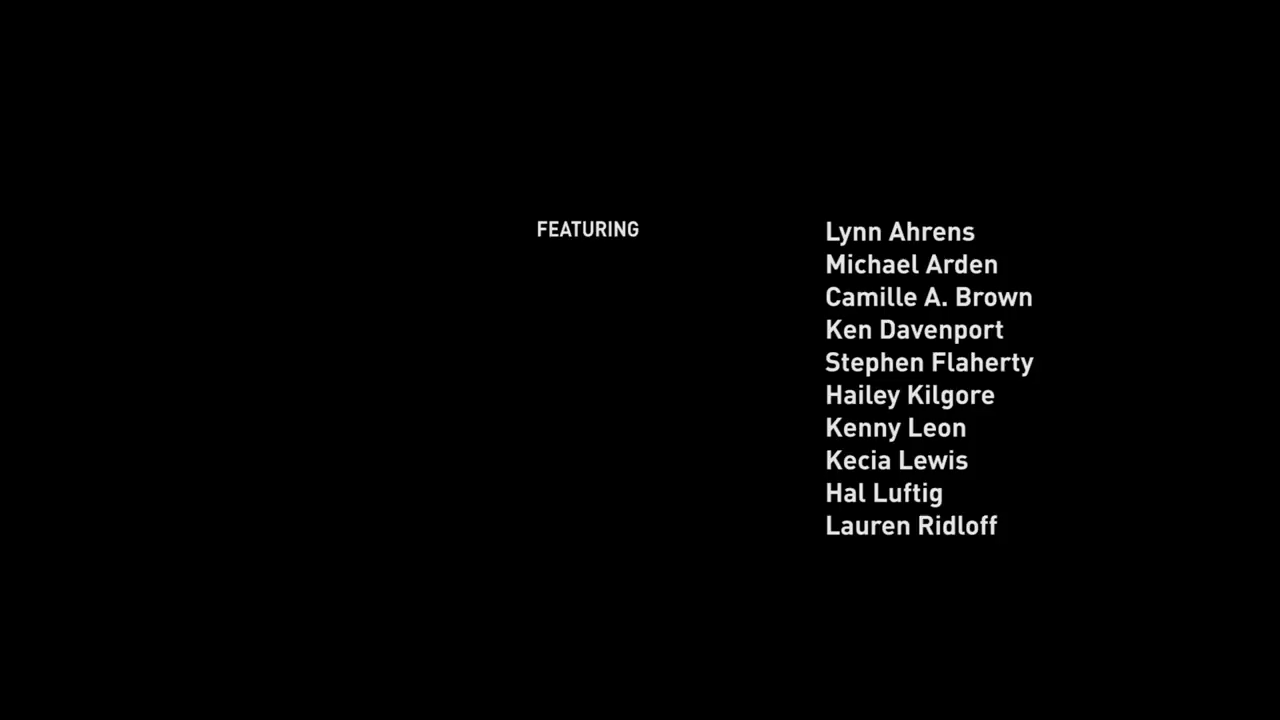 FEATURING
Lynn Ahrens
Michael Arden
Camille A. Brown
Ken Davenport
Stephen Flaherty
Hailey Kilgore
Kenny Leon
Kecia Lewis
Hal Luftig
Lauren Ridloff